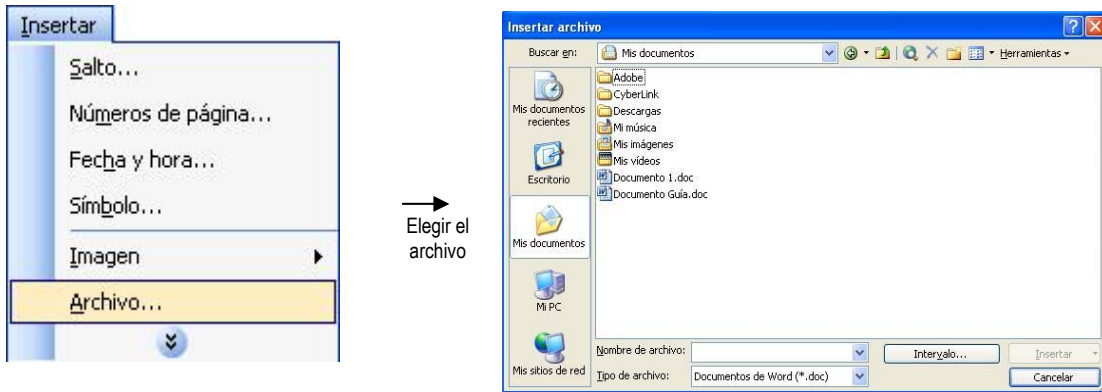 Insertar
Salto...
Números de página...
Fecha y hora...
Símbolo...
Imagen
Archivo...
Elegir el
archivo
Insertar archivo
Buscar en:
Mis documentos
Herramientas
Mis documentos
recientes
Escritorio
Mis documentos
Mi PC
Mis sitios de red
Adobe
CyberLink
Descargas
Mi música
Mis imágenes
Mis vídeos
Documento 1.doc
Documento Guía.doc
Nombre de archivo:
Intervalo...
Insertar
Tipo de archivo:
Documentos de Word (*.doc)
Cancelar